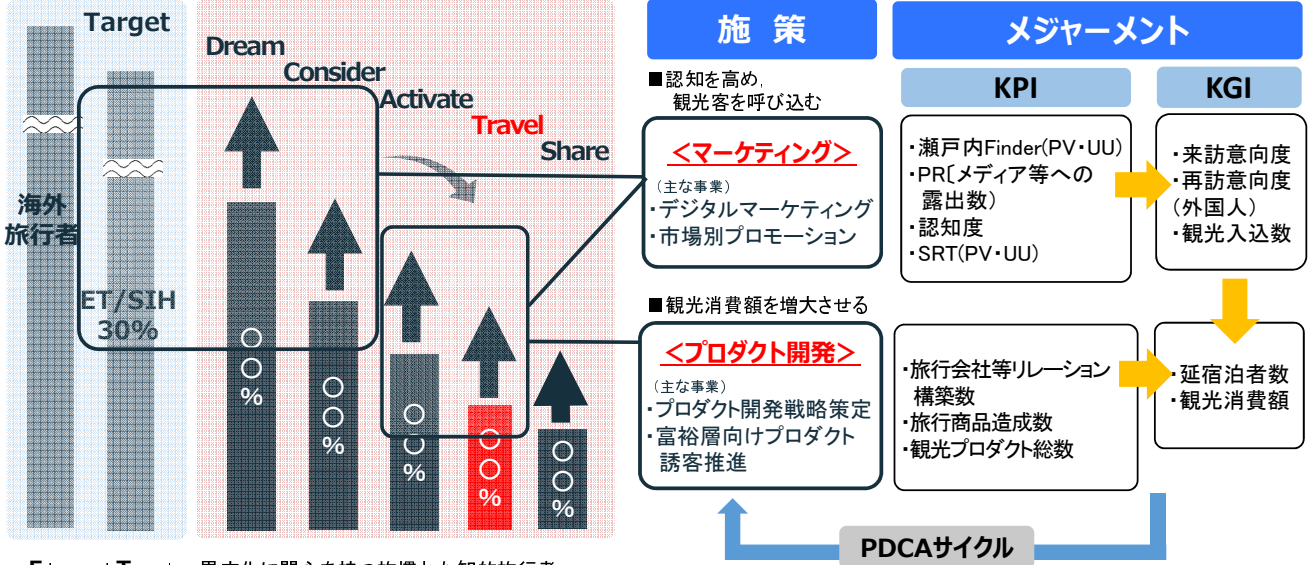 Target
海外
旅行者
ET/SIH
30%
Dream
Consider
Activate
Travel
Share
〇〇%
〇〇%
〇〇%
〇〇%
〇〇%
施 策
■認知を高め,
観光客を呼び込む
<マーケティング>
(主な事業)
・デジタルマーケティング
・市場別プロモーション
■観光消費額を増大させる
<プロダクト開発>
(主な事業)
・プロダクト開発戦略策定
・富裕層向けプロダクト
誘客推進
メジャーメント
KPI
・瀬戸内Finder(PV・UU)
・PR〔メディア等への
露出数)
・認知度
・SRT(PV・UU)
・旅行会社等リレーション
構築数
・旅行商品造成数
・観光プロダクト総数
KGI
・来訪意向度
・再訪意向度
(外国人)
・観光入込数
・延宿泊者数
・観光消費額
PDCAサイクル